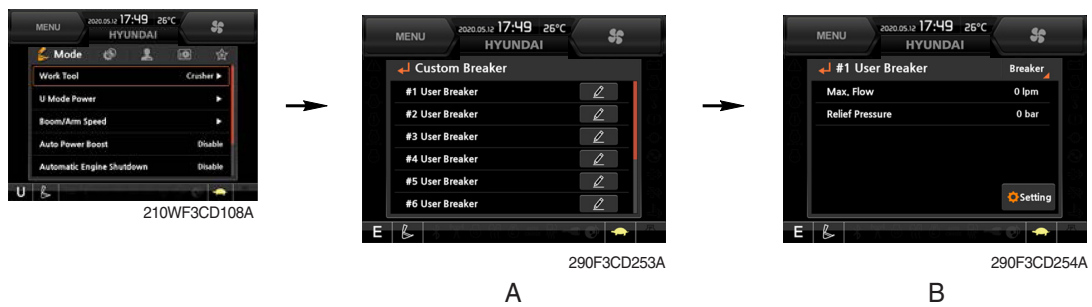 MENU
2020.05.12 17:49 26°C
HYUNDAI
Mode
Work Tool Crusher ▶
U Mode Power ▶
Boom/Arm Speed ▶
Auto Power Boost Disable
Automatic Engine Shutdown Disable
U
210WF3CD108A
MENU
2020.05.12 17:49 26°C
HYUNDAI
Custom Breaker
#1 User Breaker
#2 User Breaker
#3 User Breaker
#4 User Breaker
#5 User Breaker
#6 User Breaker
E
290F3CD253A
A
MENU
2020.05.12 17:49 26°C
HYUNDAI
#1 User Breaker Breaker
Max. Flow 0 lpm
Relief Pressure 0 bar
Setting
E
290F3CD254A
B